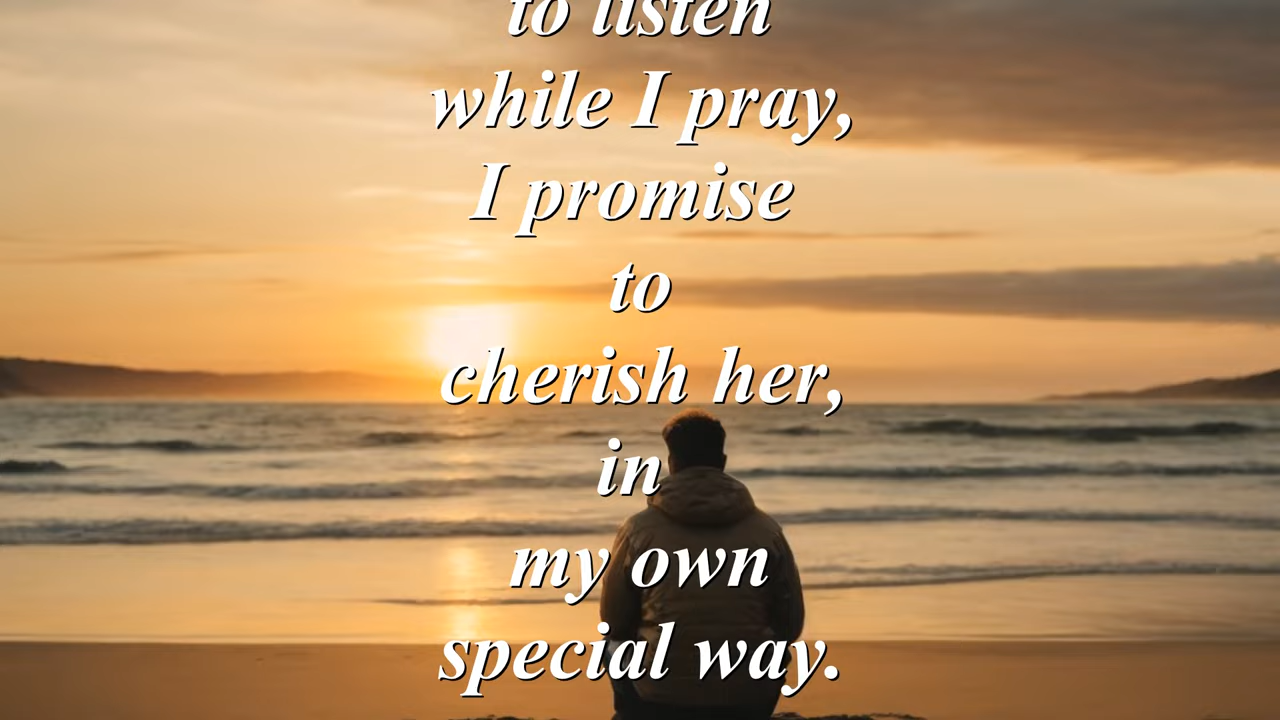 to listen
while I pray,
I promise
to
cherish her,
in
my own
special way.